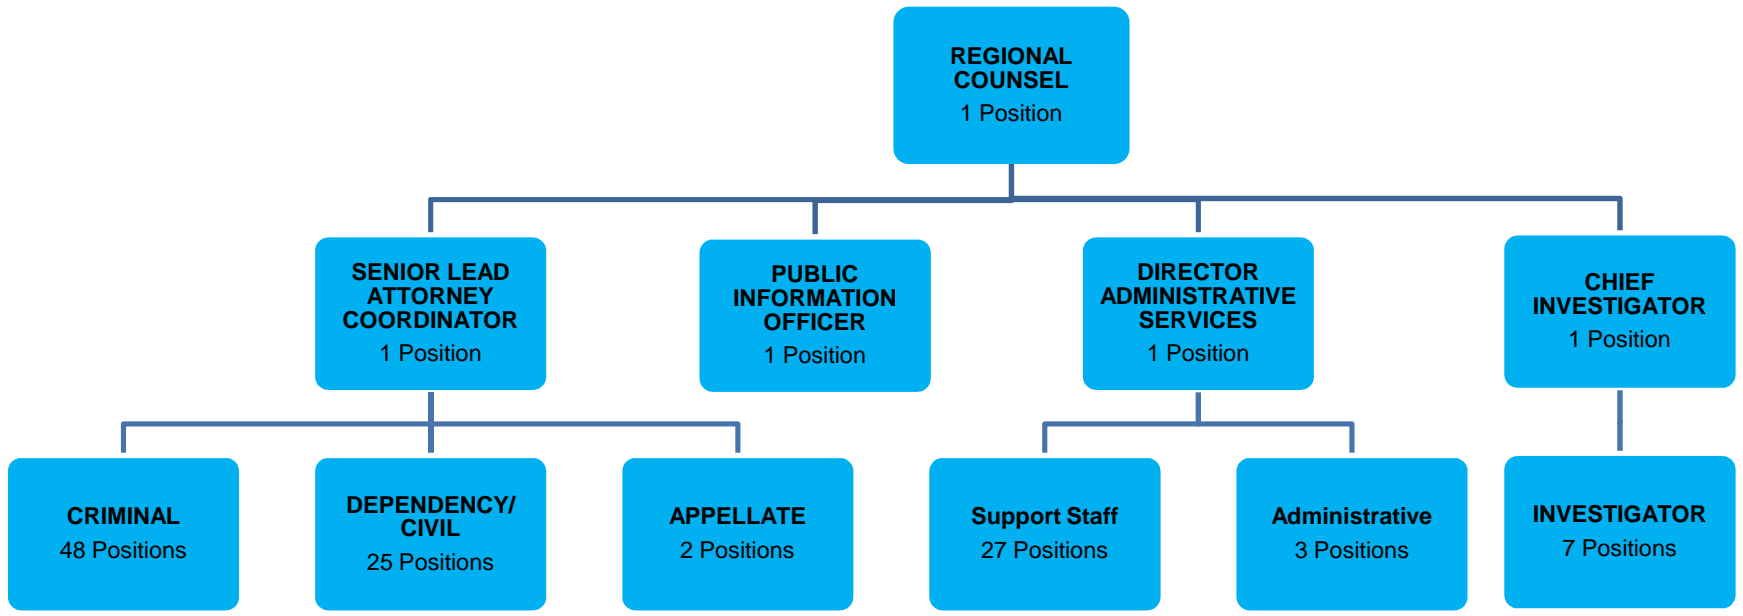 REGIONAL
COUNSEL
1 Position
SENIOR LEAD
ATTORNEY
COORDINATOR
1 Position
PUBLIC
INFORMATION
OFFICER
1 Position
DIRECTOR
ADMINISTRATIVE
SERVICES
1 Position
CHIEF
INVESTIGATOR
1 Position
CRIMINAL
48 Positions
DEPENDENCY/
CIVIL
25 Positions
APPELLATE
2 Positions
Support Staff
27 Positions
Administrative
3 Positions
INVESTIGATOR
7 Positions